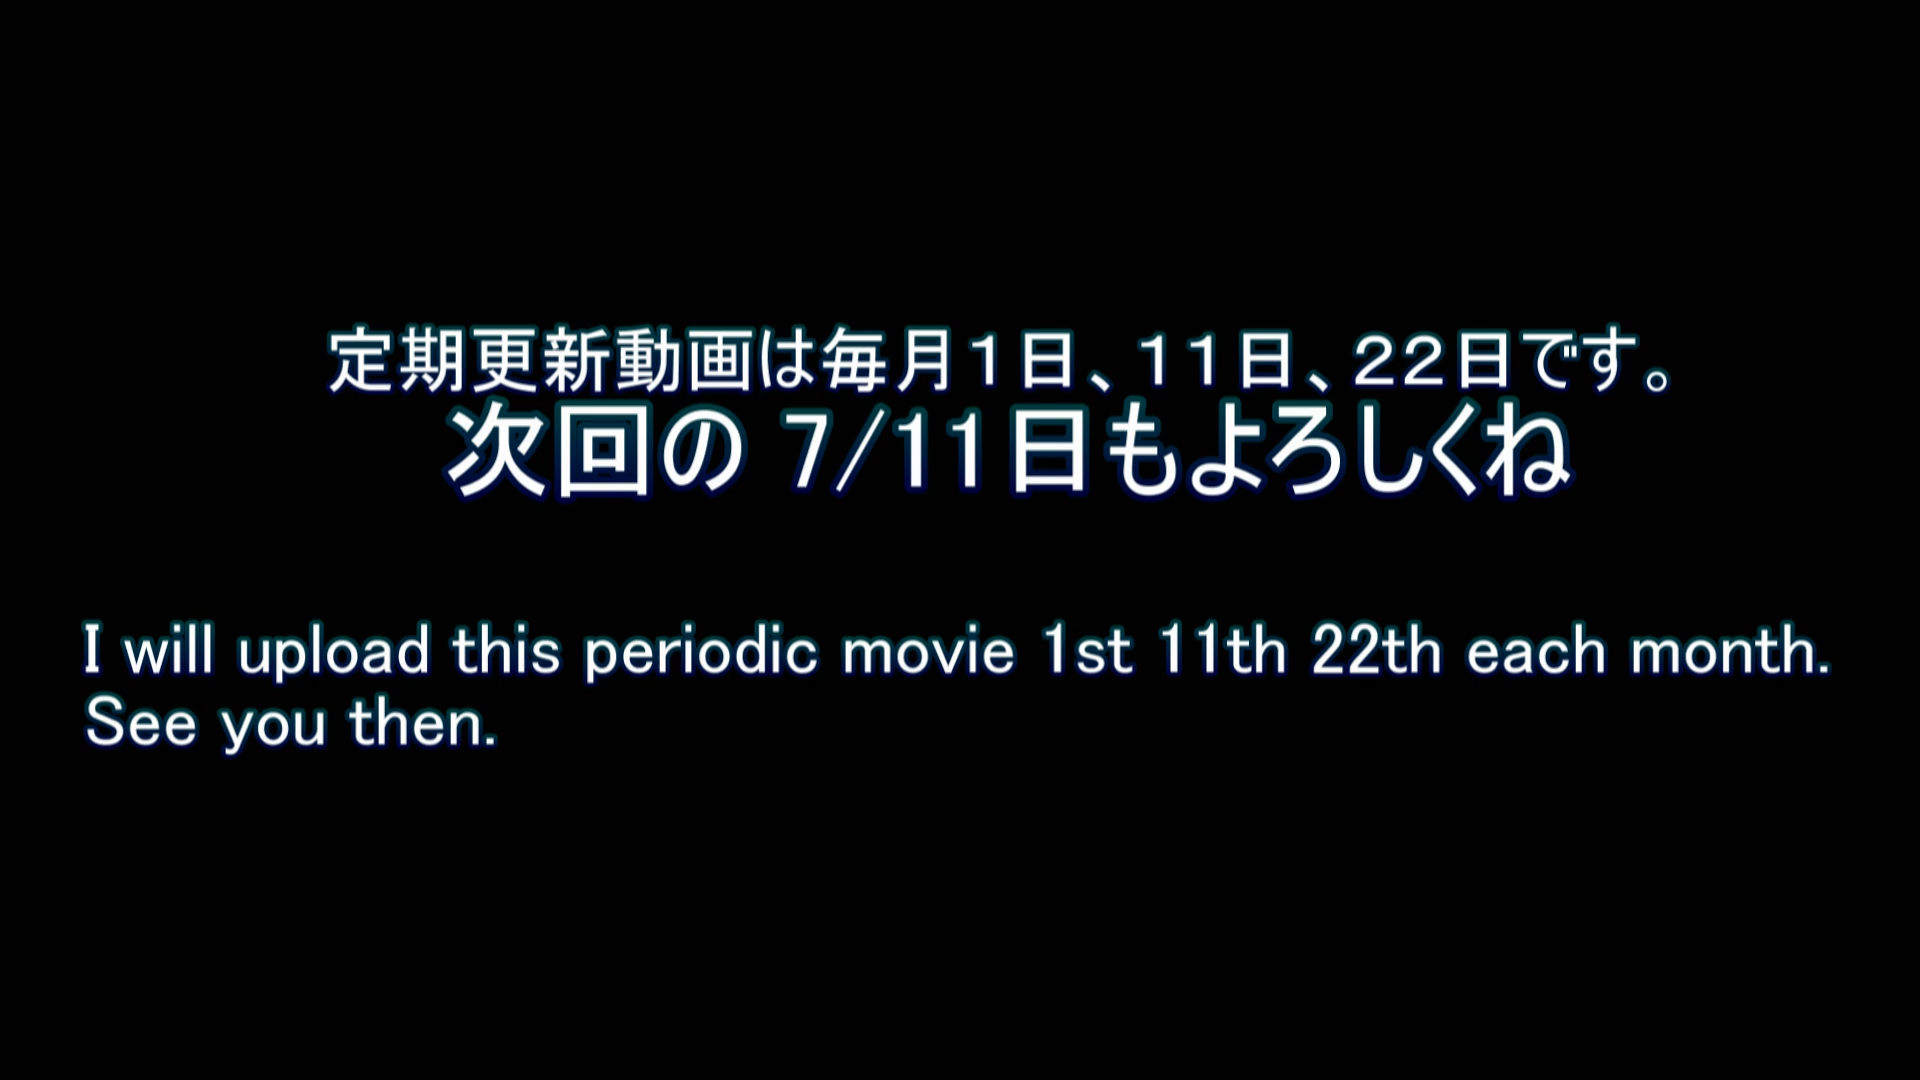 定期更新動画は毎月１日、１１日、２２日です。
次回の 7/11日もよろしくね
I will upload this periodic movie 1st 11th 22th each month.
See you then.